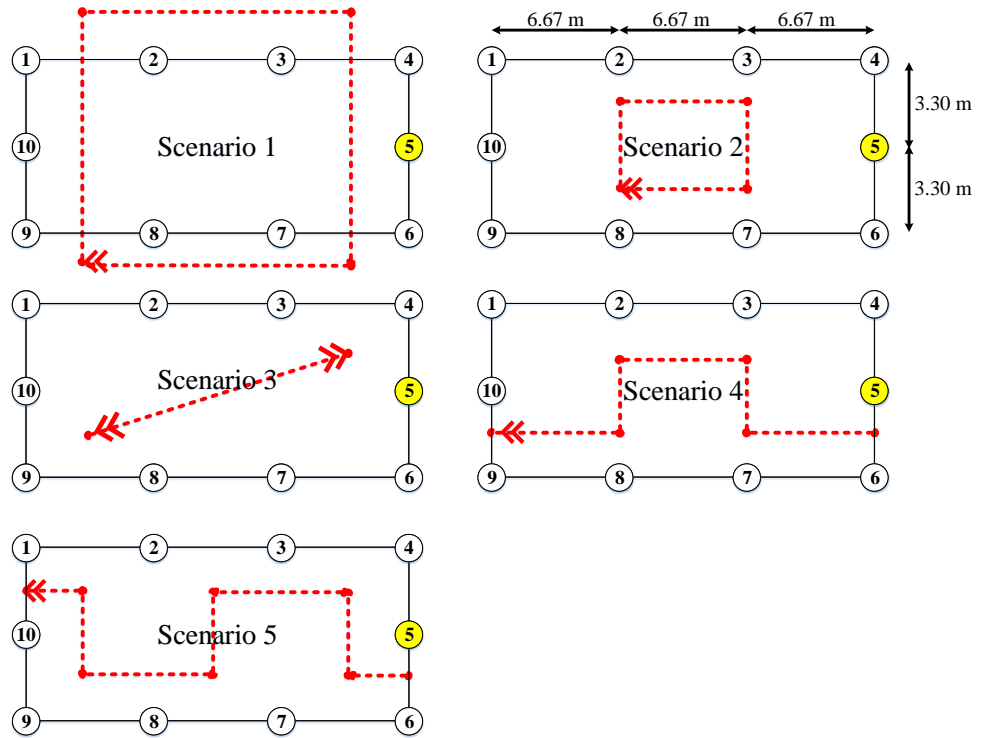 6.67 m 6.67 m 6.67 m
1 2 3 4
10 Scenario 1 5
9 8 7 6
1 2 3 4
10 Scenario 2 5
9 8 7 6
3.30 m
3.30 m
1 2 3 4
10 Scenario 3 5
9 8 7 6
1 2 3 4
10 Scenario 4 5
9 8 7 6
1 2 3 4
10 Scenario 5 5
9 8 7 6